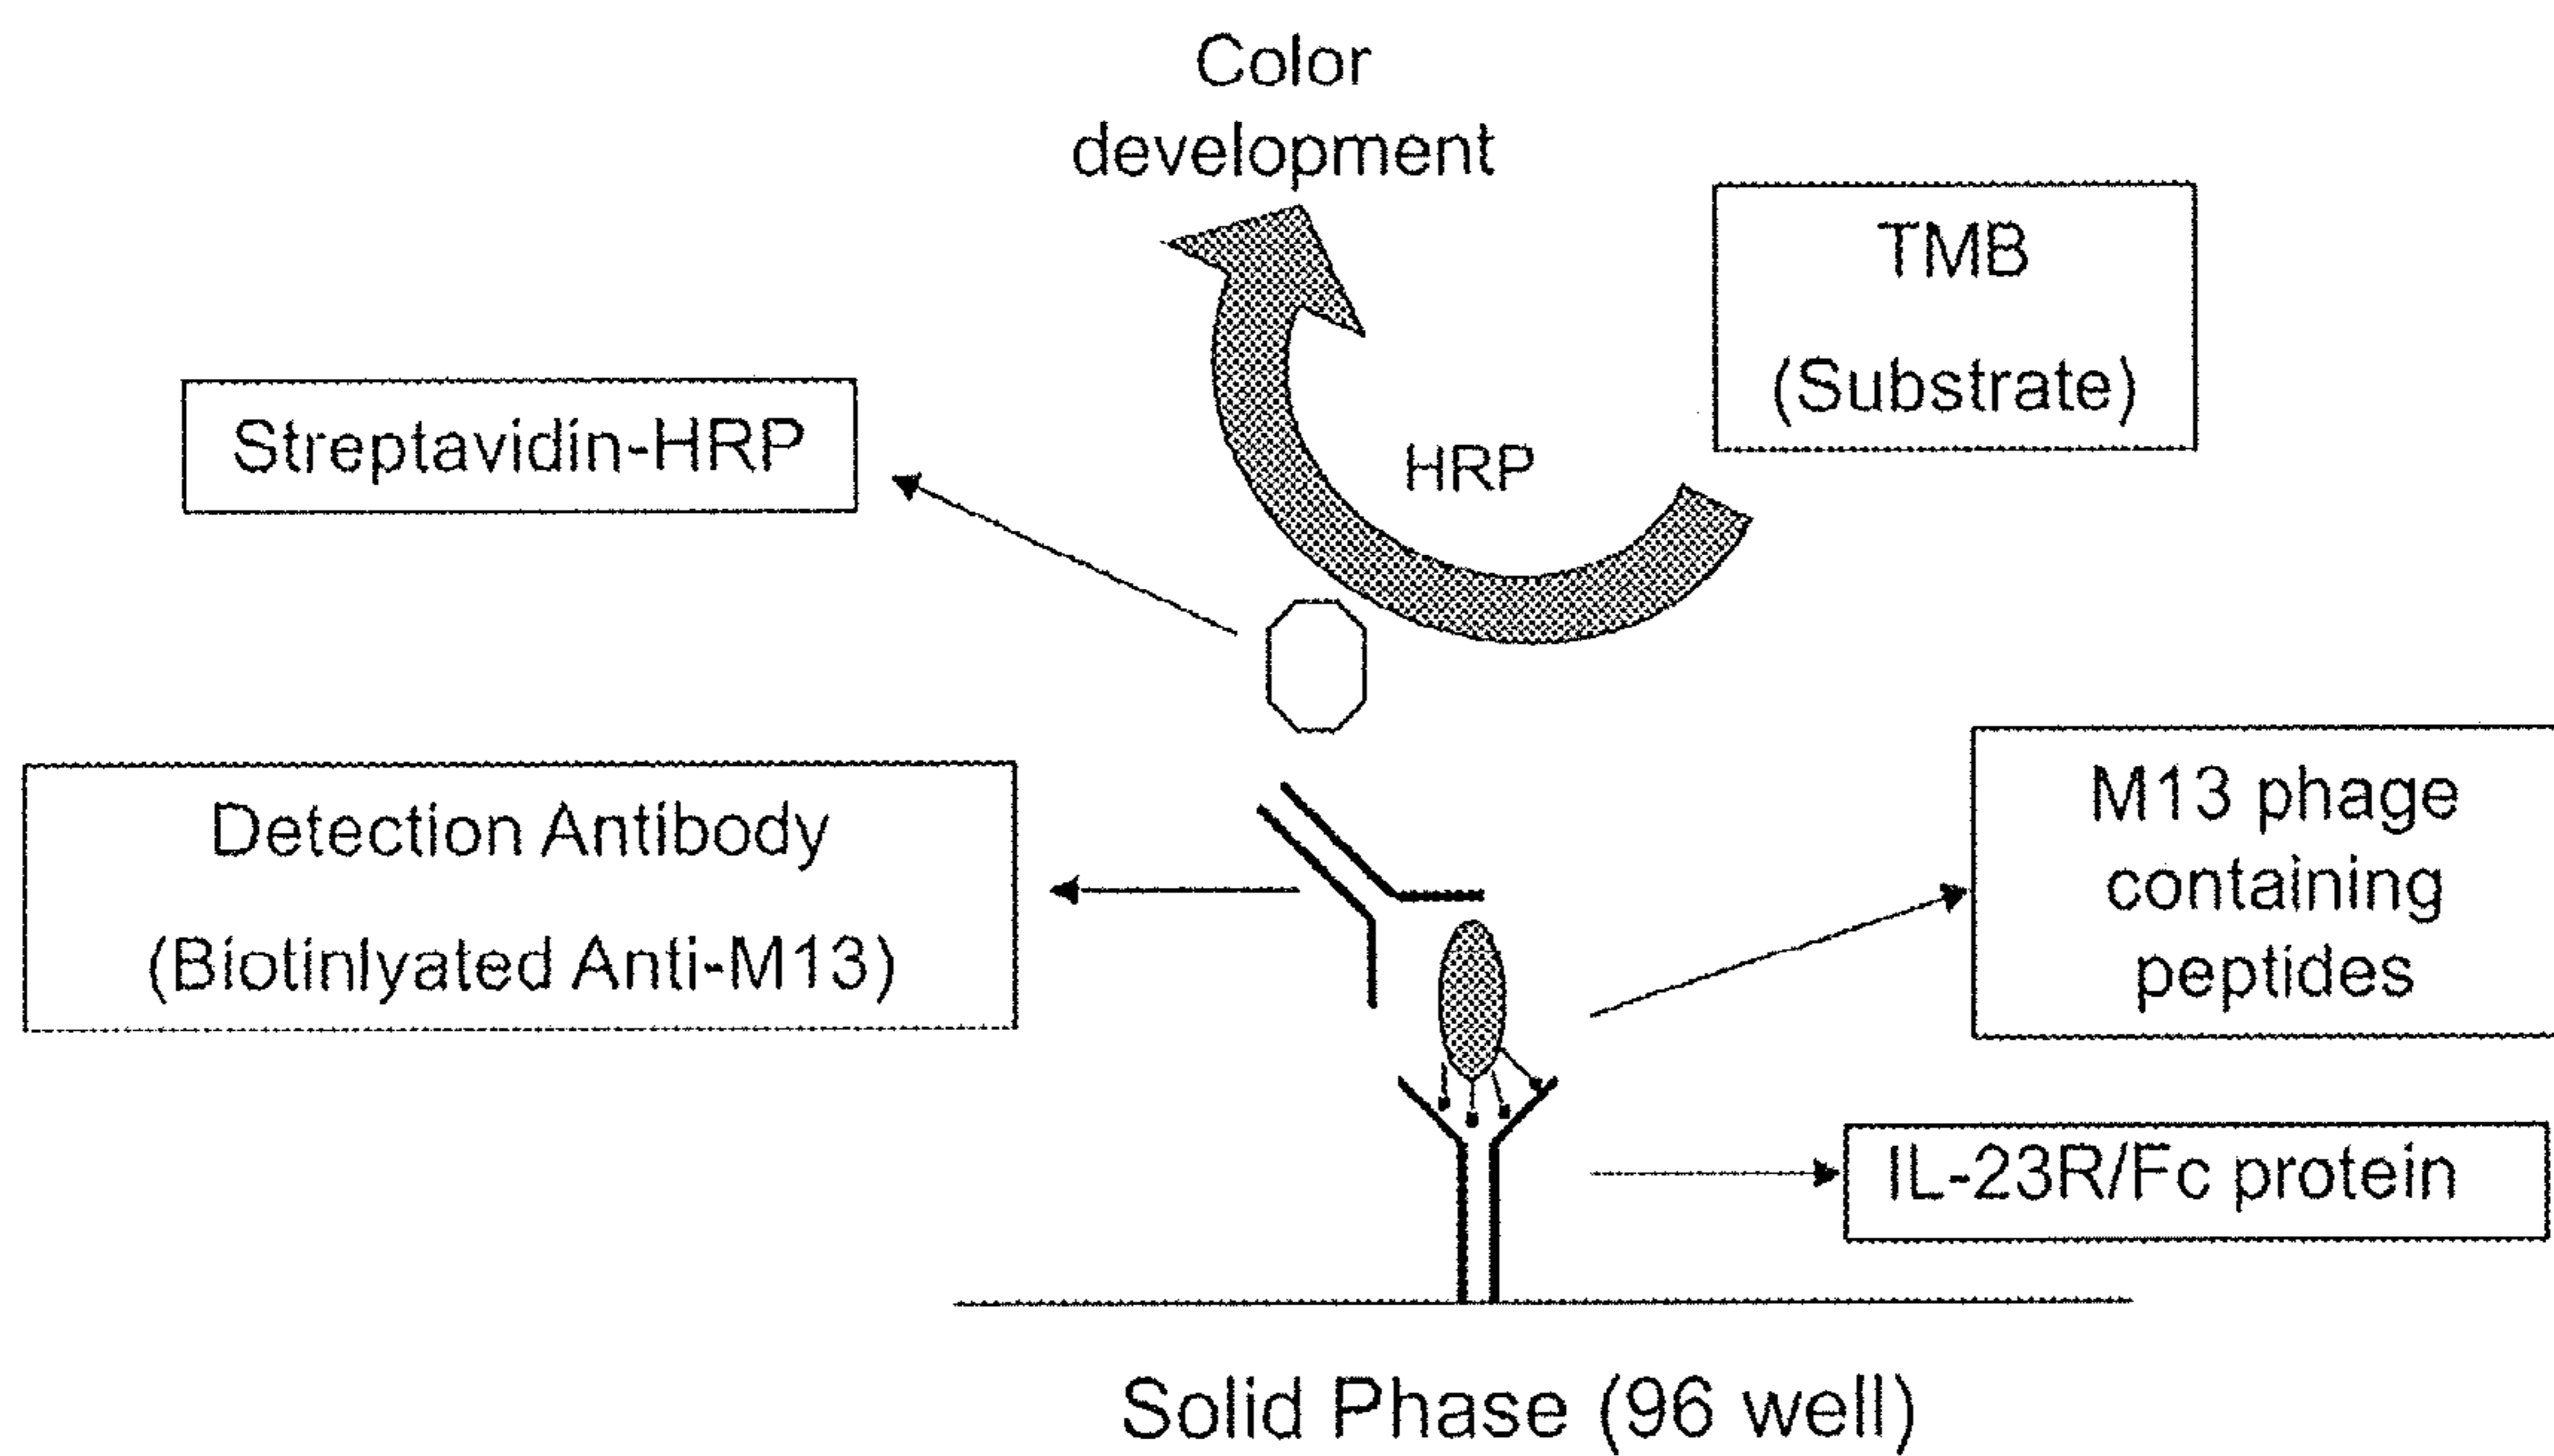 Color
development
TMB
(Substrate)
Streptavidin-HRP
HRP
Detection Antibody
(Biotinlyated Anti-M13)
M13 phage
containing
peptides
IL-23R/Fc protein
Solid Phase (96 well)